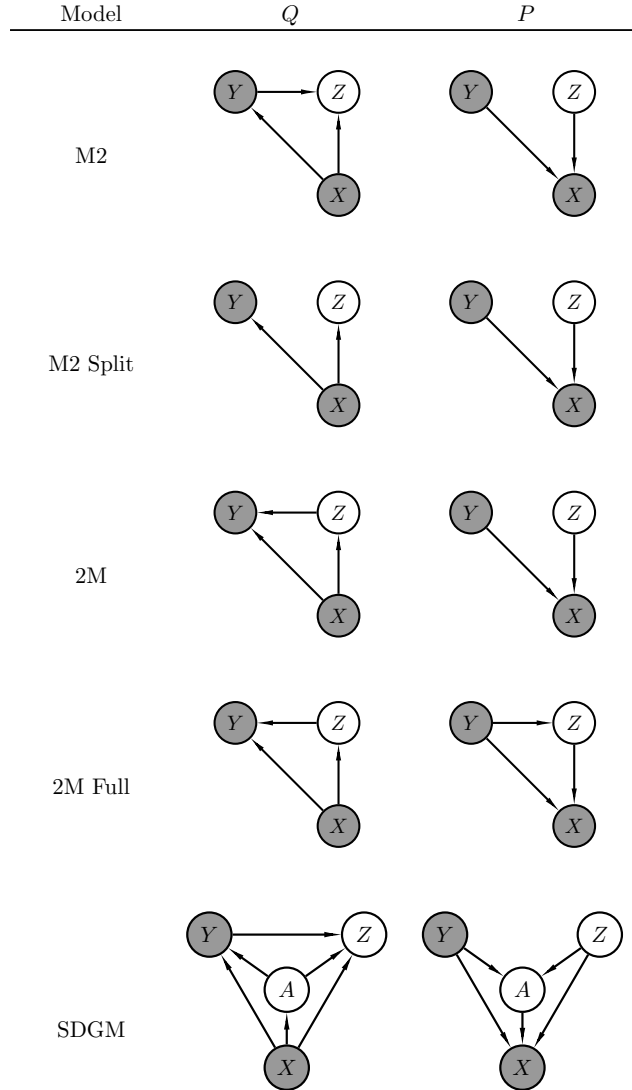 Model Q P
Y Z Y Z
M2
X X
Y Z Y Z
M2 Split
X X
Y Z Y Z
2M
X X
Y Z Y Z
2M Full
X X
Y Z Y Z
A A
SDGM
X X